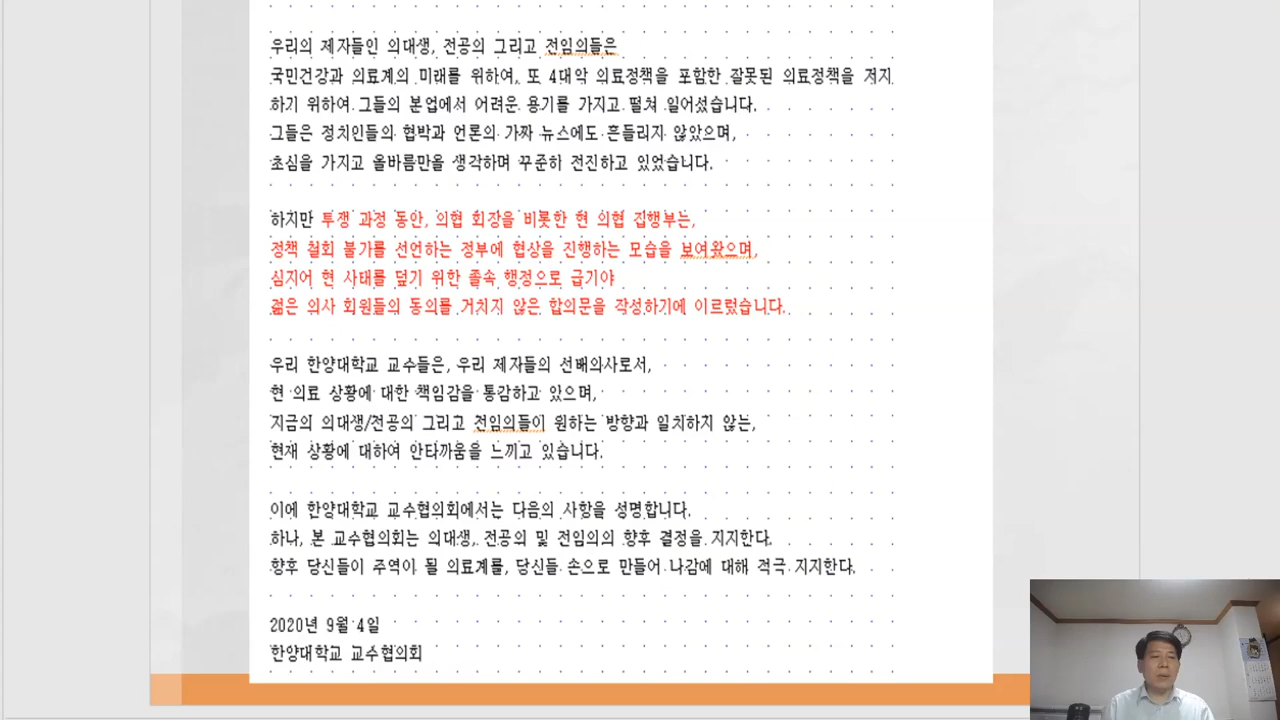 우리의 제자들인 의대생, 전공의 그리고 전임의들은
국민건강과 의료계의 미래를 위하여, 또 4대악 의료정책을 포함한 잘못된 의료정책을 저지
하기 위하여 그들의 본업에서 어려운 용기를 가지고 떨쳐 일어섰습니다.
그들은 정치인들의 협박과 언론의 가짜 뉴스에도 흔들리지 않았으며,
초심을 가지고 올바름만을 생각하며 꾸준히 전진하고 있었습니다.
하지만 투쟁 과정 동안, 의협 회장을 비롯한 현 의협 집행부는,
정책 철회 불가를 선언하는 정부에 협상을 진행하는 모습을 보여왔으며,
심지어 현 사태를 덮기 위한 졸속 행정으로 급기야
젊은 의사 회원들의 동의를 거치지 않은 합의문을 작성하기에 이르렀습니다.
우리 한양대학교 교수들은, 우리 제자들의 선배의사로서,
현 의료 상황에 대한 책임감을 통감하고 있으며,
지금의 의대생/전공의 그리고 전임의들이 원하는 방향과 일치하지 않는,
현재 상황에 대하여 안타까움을 느끼고 있습니다.
이에 한양대학교 교수협의회에서는 다음의 사항을 성명합니다.
하나, 본 교수협의회는 의대생, 전공의 및 전임의의 향후 결정을 지지한다.
향후 당신들이 주역이 될 의료계를, 당신들 손으로 만들어 나감에 대해 적극 지지한다.
2020년 9월 4일
한양대학교 교수협의회